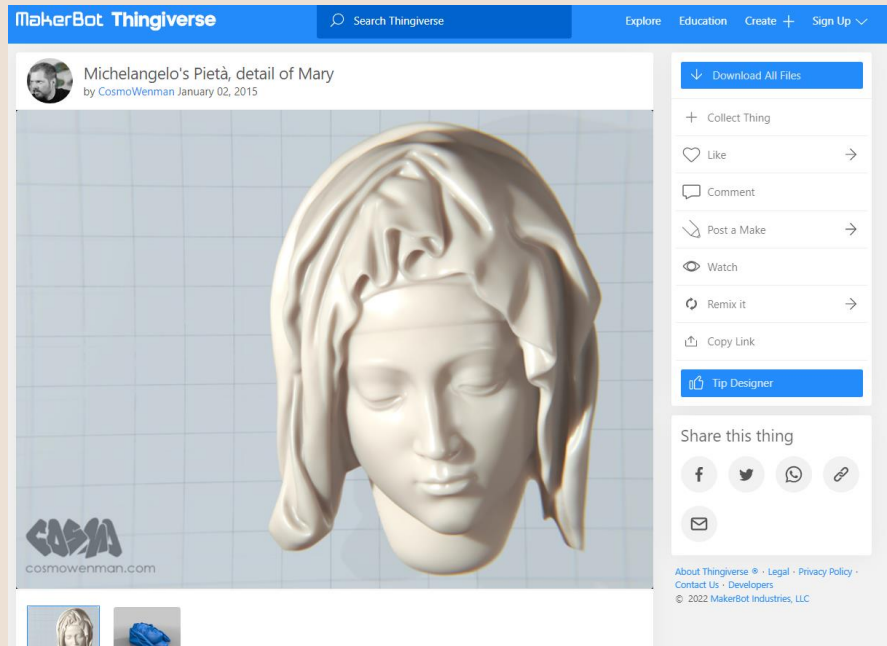 MakerBot Thingiverse
Search Thingiverse
Explore Education Create Sign Up
Michelangelo's Pietà, detail of Mary
by CosmoWenman January 02, 2015
Download All Files
Collect Thing
Like
Comment
Post a Make
Watch
Remix it
Copy Link
Tip Designer
Share this thing
COSMO
cosmowenman.com
About Thingiverse ® · Legal · Privacy Policy ·
Contact Us · Developers
© 2022 MakerBot Industries, LLC